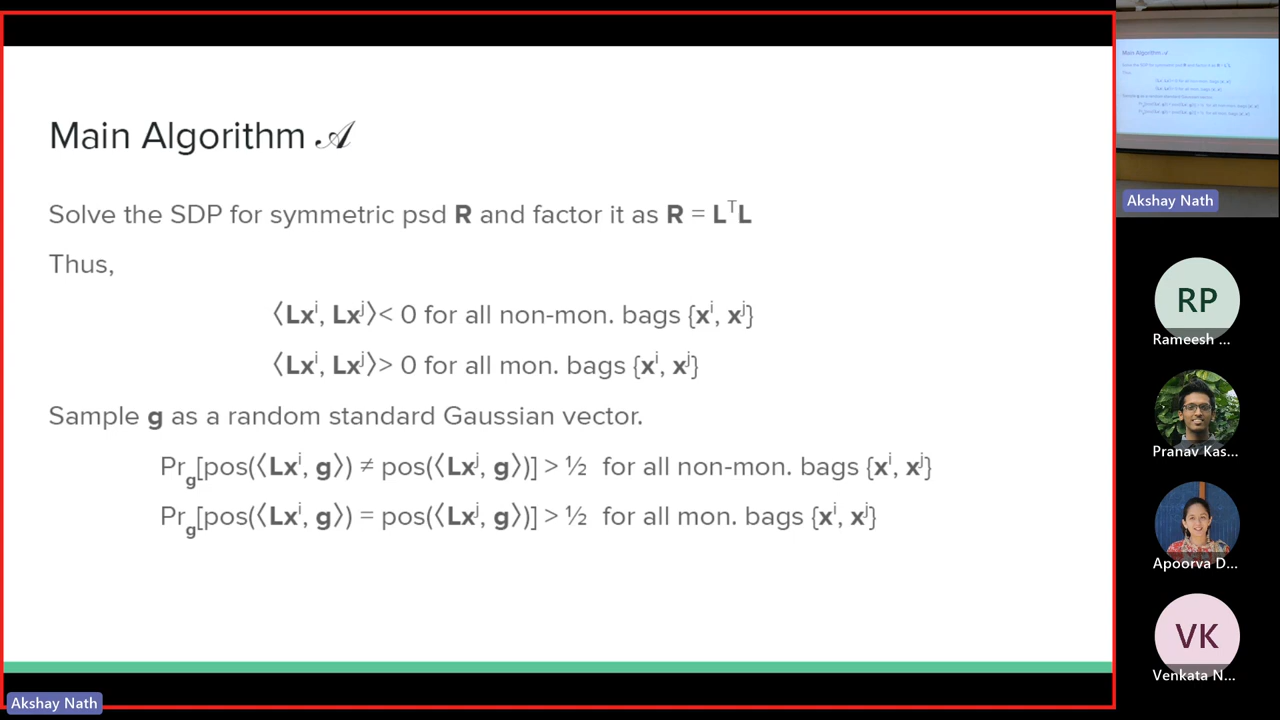 Main Algorithm 𝒜
Solve the SDP for symmetric psd R and factor it as R = LᵀL
Thus,
⟨Lxⁱ, Lxʲ⟩< 0 for all non-mon. bags {xⁱ, xʲ}
⟨Lxⁱ, Lxʲ⟩> 0 for all mon. bags {xⁱ, xʲ}
Sample g as a random standard Gaussian vector.
Pr_g[pos(⟨Lxⁱ, g⟩) ≠ pos(⟨Lxʲ, g⟩)] > ½ for all non-mon. bags {xⁱ, xʲ}
Pr_g[pos(⟨Lxⁱ, g⟩) = pos(⟨Lxʲ, g⟩)] > ½ for all mon. bags {xⁱ, xʲ}
Akshay Nath
Main Algorithm 𝒜
Akshay Nath
RP
Rameesh ...
Pranav Kas...
Apoorva D...
VK
Venkata N...